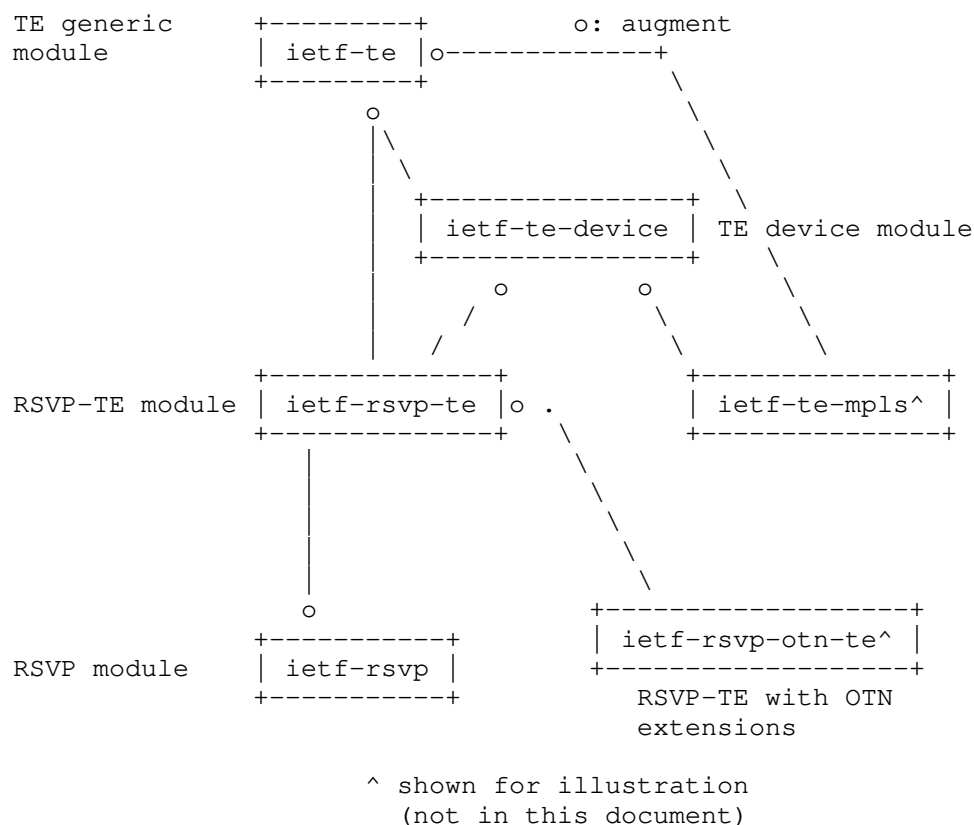 TE generic module
ietf-te
o: augment
ietf-te-device
TE device module
RSVP-TE module
ietf-rsvp-te
ietf-te-mpls^
RSVP module
ietf-rsvp
ietf-rsvp-otn-te^
RSVP-TE with OTN
extensions
^ shown for illustration
(not in this document)